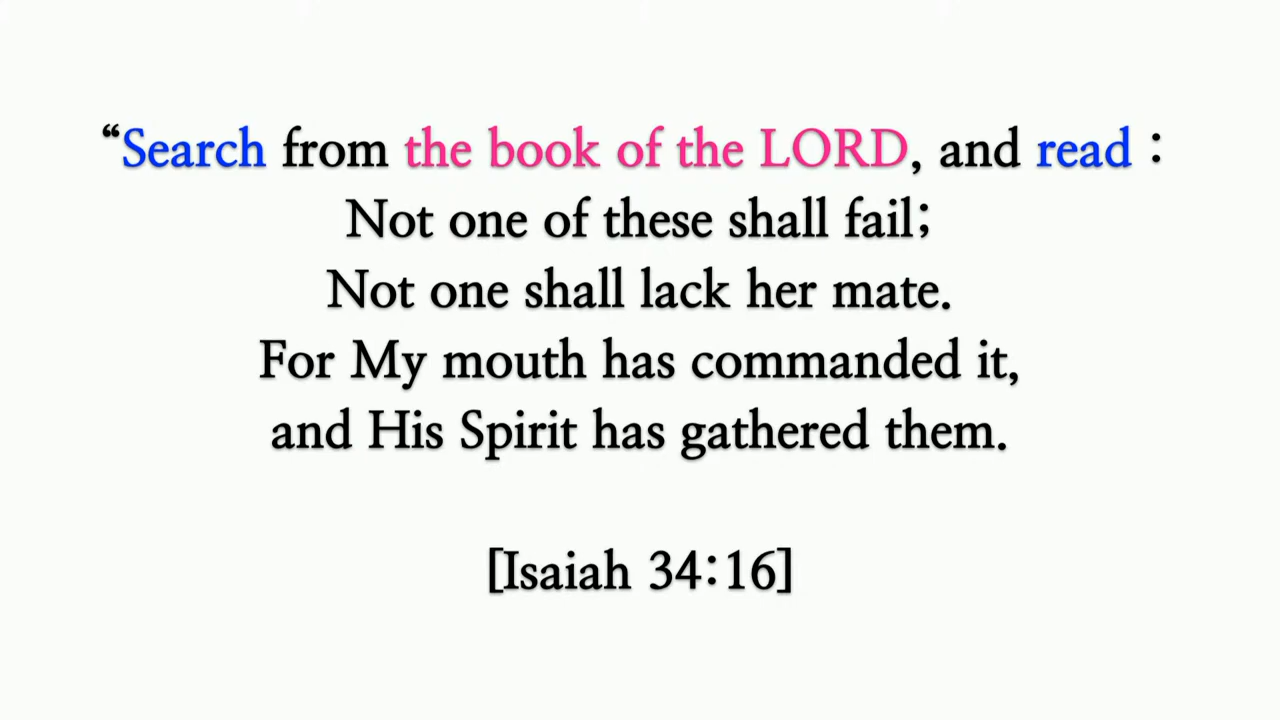 “Search from the book of the LORD, and read :
Not one of these shall fail;
Not one shall lack her mate.
For My mouth has commanded it,
and His Spirit has gathered them.
[Isaiah 34:16]